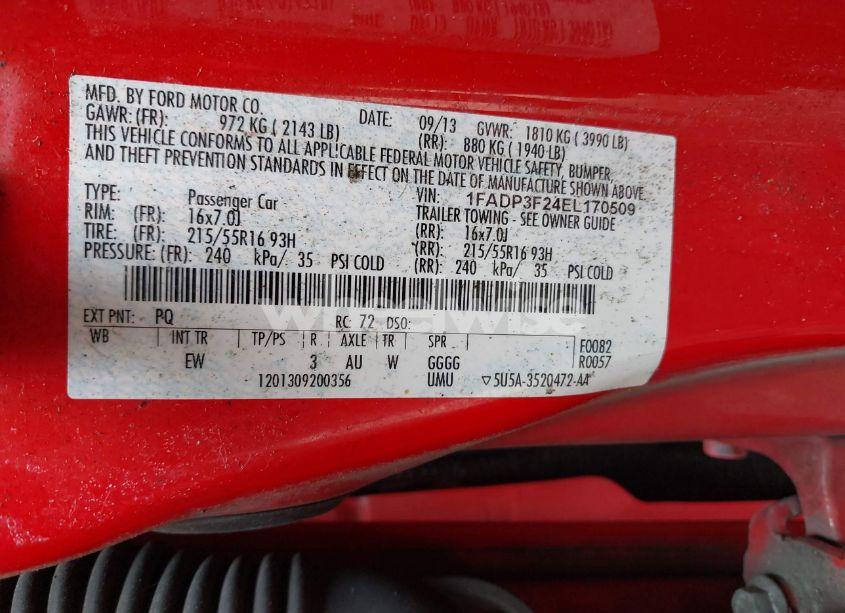 MFD. BY FORD MOTOR CO. DATE: 09/13 GVWR: 1810 KG ( 3990 LB)
GAWR: (FR): 972 KG ( 2143 LB) (RR): 880 KG ( 1940 LB)
THIS VEHICLE CONFORMS TO ALL APPLICABLE FEDERAL MOTOR VEHICLE SAFETY, BUMPER,
AND THEFT PREVENTION STANDARDS IN EFFECT ON THE DATE OF MANUFACTURE SHOWN ABOVE.
TYPE: Passenger Car VIN: 1FADP3F24EL170509
TRAILER TOWING - SEE OWNER GUIDE
RIM: (FR): 16x7.0J (RR): 16x7.0J
TIRE: (FR): 215/55R16 93H (RR): 215/55R16 93H
PRESSURE: (FR): 240 kPa/ 35 PSI COLD (RR): 240 kPa/ 35 PSI COLD
EXT PNT: PQ RC: 72 DSO:
WB INT TR TP/PS R AXLE TR SPR F0082
EW 3 AU W GGGG R0057
1201309200356 UMU ▽5U5A-3520472-AA
wheelwise